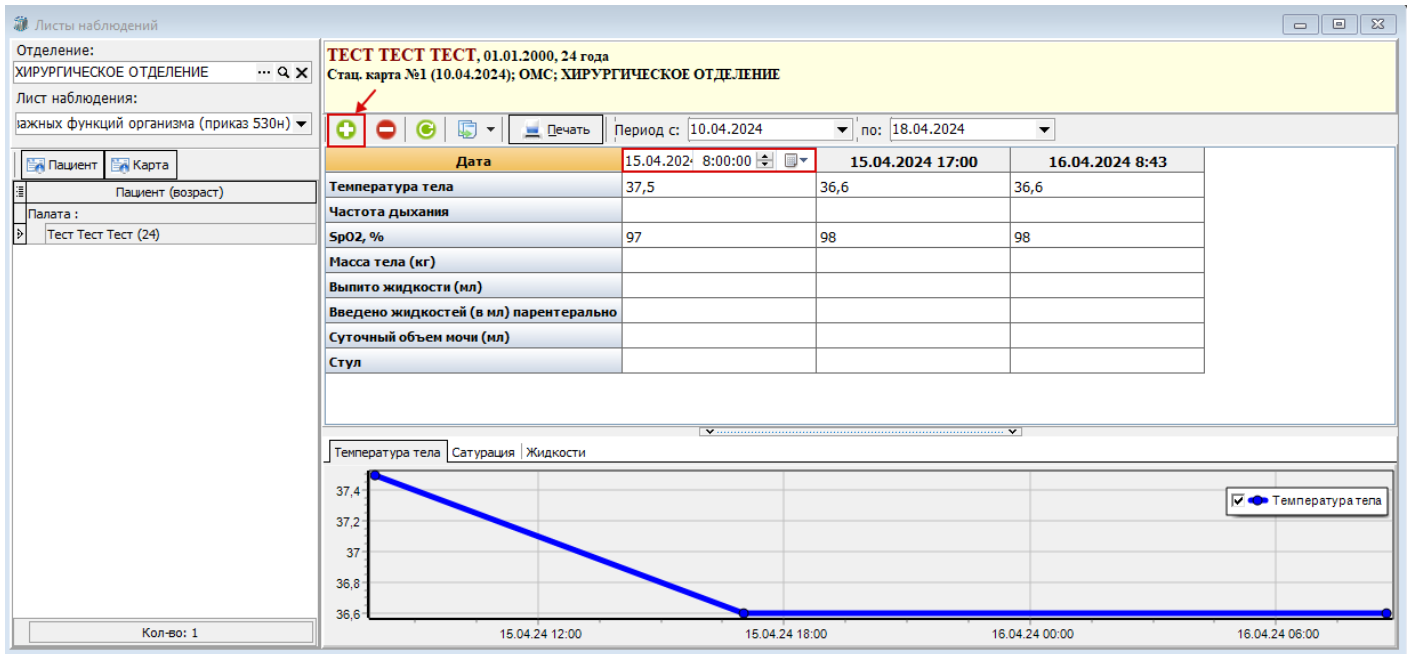 Листы наблюдений
Отделение:
ХИРУРГИЧЕСКОЕ ОТДЕЛЕНИЕ
Лист наблюдения:
функций организма (приказ 530н)
Пациент Карта
Пациент (возраст)
Палата :
Тест Тест Тест (24)
Кол-во: 1
ТЕСТ ТЕСТ ТЕСТ, 01.01.2000, 24 года
Стац. карта №1 (10.04.2024); ОМС; ХИРУРГИЧЕСКОЕ ОТДЕЛЕНИЕ
Печать Период с: 10.04.2024 по: 18.04.2024
Дата 15.04.202 8:00:00 15.04.2024 17:00 16.04.2024 8:43
Температура тела 37,5 36,6 36,6
Частота дыхания
SpO2, % 97 98 98
Масса тела (кг)
Выпито жидкости (мл)
Введено жидкостей (в мл) парентерально
Суточный объем мочи (мл)
Стул
Температура тела Сатурация Жидкости
Температура тела
37,4
37,2
37
36,8
36,6
15.04.24 12:00 15.04.24 18:00 16.04.24 00:00 16.04.24 06:00